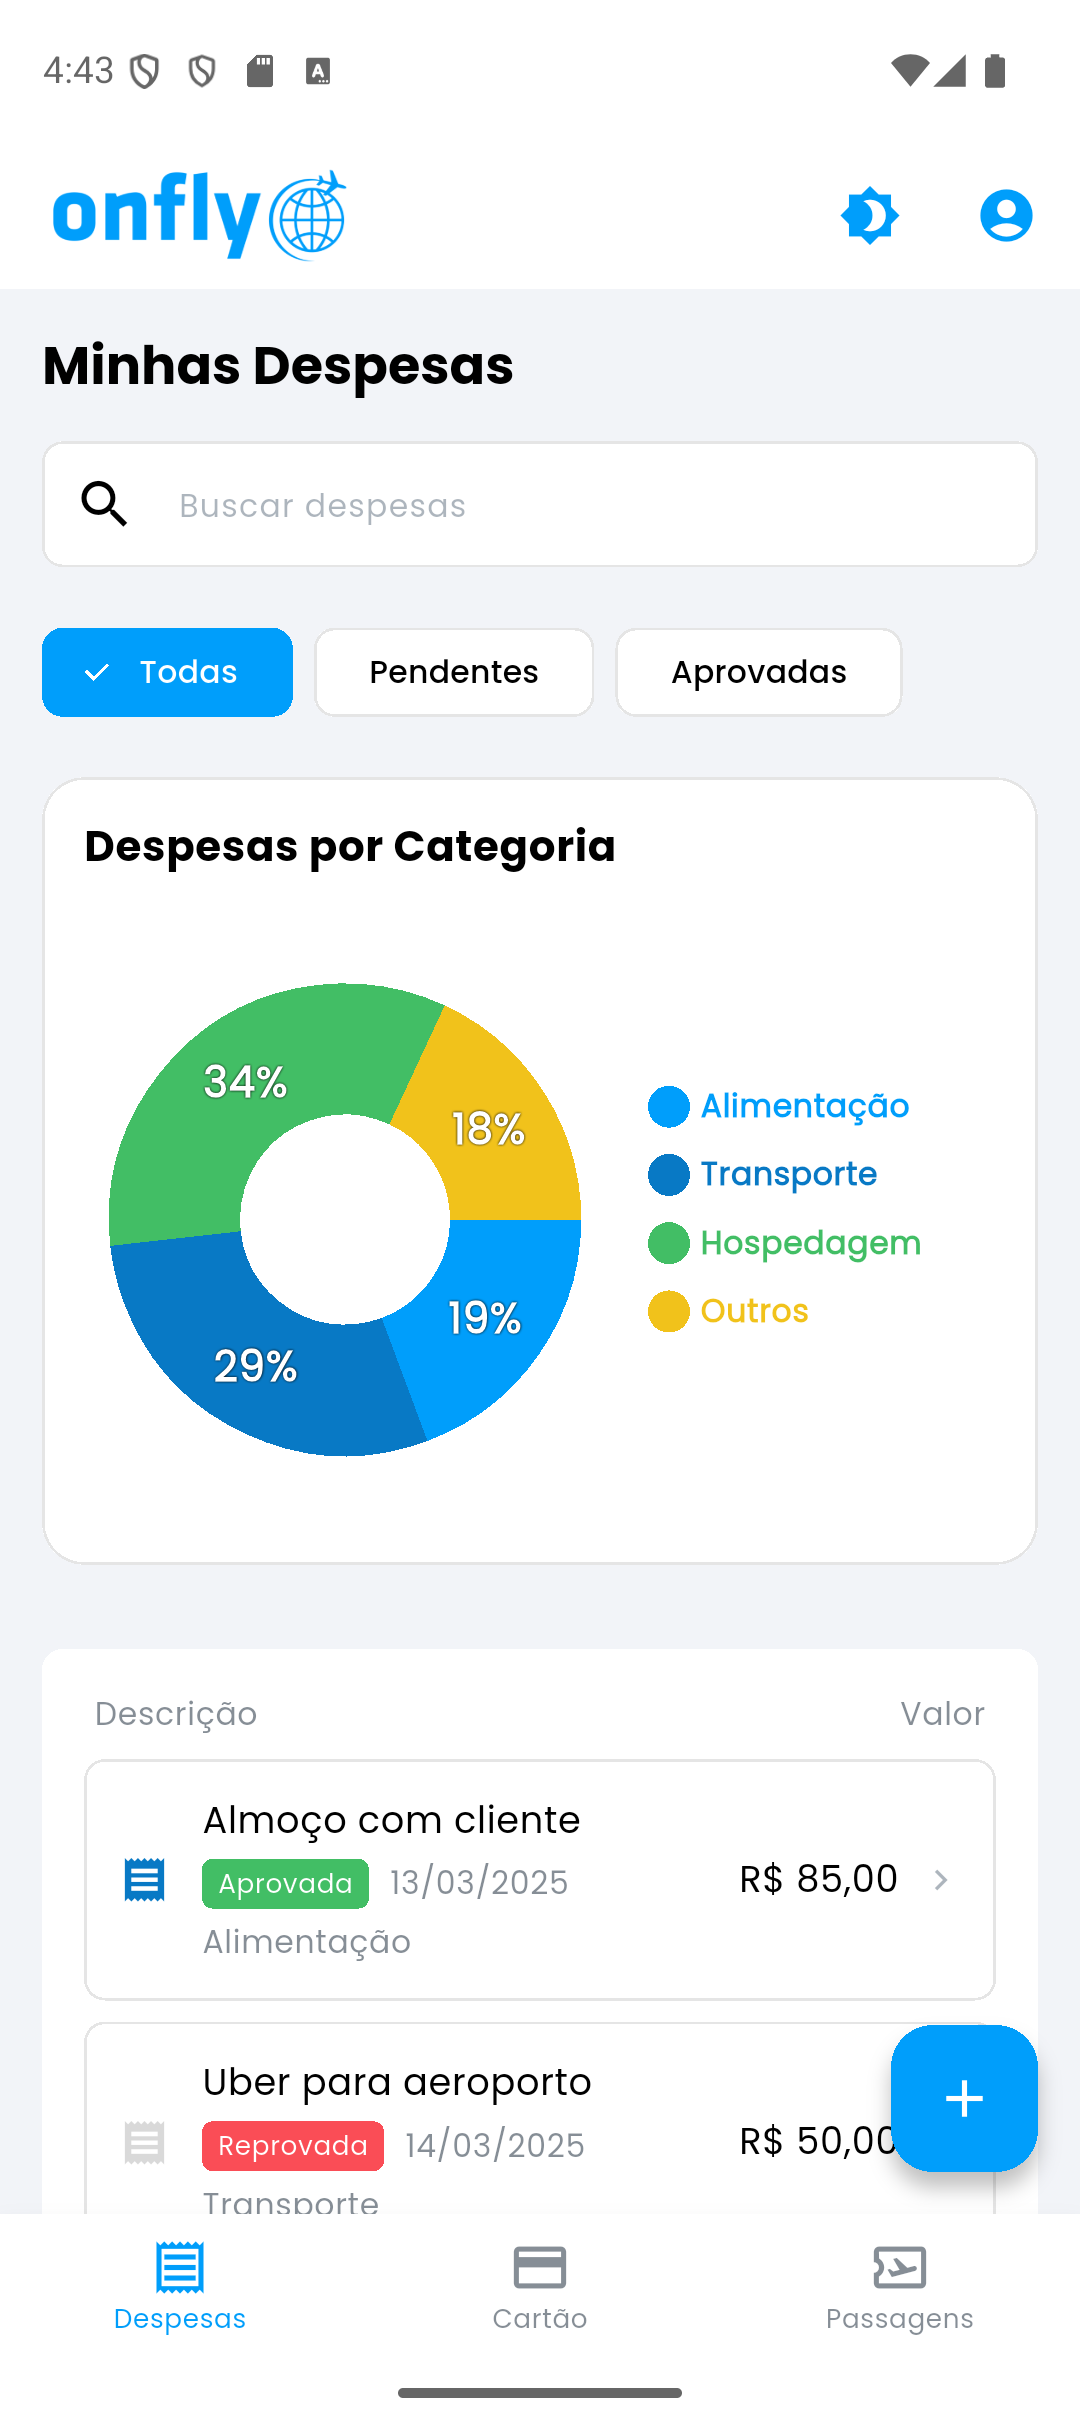 4:43
onfly
Minhas Despesas
Buscar despesas
Todas
Pendentes
Aprovadas
Despesas por Categoria
34%
18%
19%
29%
Alimentação
Transporte
Hospedagem
Outros
Descrição Valor
Almoço com cliente
Aprovada 13/03/2025
R$ 85,00
Alimentação
Uber para aeroporto
Reprovada 14/03/2025
R$ 50,00
Transporte
Despesas
Cartão
Passagens